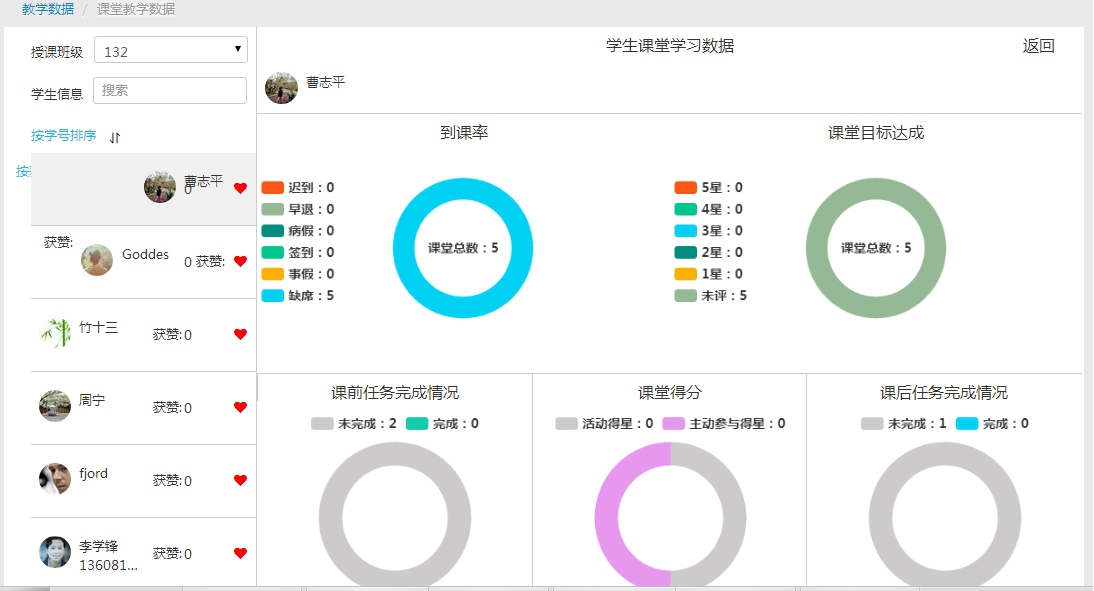 教学数据 / 课堂教学数据
授课班级 132
学生信息 搜索
按学号排序
按
曹志平 0
获赞: Goddes 0 获赞:
竹十三 获赞: 0
周宁 获赞: 0
fjord 获赞: 0
李学锋 获赞: 0
136081...
学生课堂学习数据 返回
曹志平
到课率
迟到：0
早退：0
病假：0
签到：0
事假：0
缺席：5
课堂总数：5
课堂目标达成
5星：0
4星：0
3星：0
2星：0
1星：0
未评：5
课堂总数：5
课前任务完成情况
未完成：2 完成：0
课堂得分
活动得星：0 主动参与得星：0
课后任务完成情况
未完成：1 完成：0